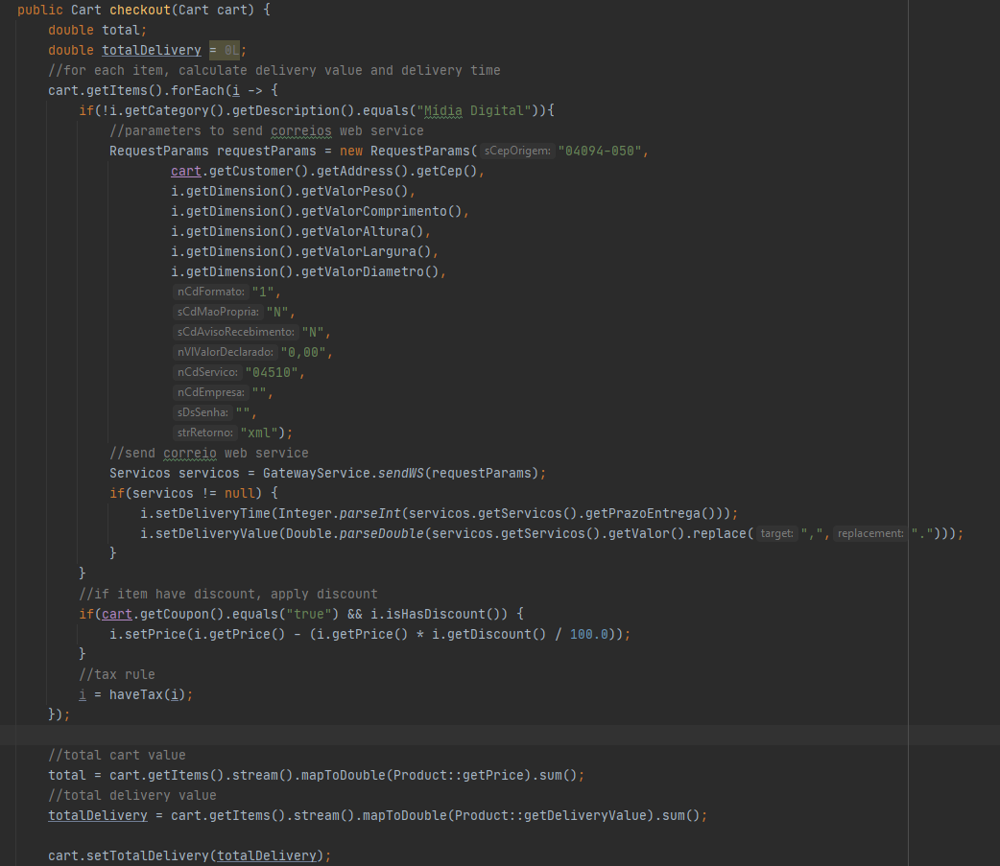 public Cart checkout(Cart cart) {
double total;
double totalDelivery = 0L;
//for each item, calculate delivery value and delivery time
cart.getItems().forEach(i -> {
if(!i.getCategory().getDescription().equals("Mídia Digital")){
//parameters to send correios web service
RequestParams requestParams = new RequestParams( sCepOrigem: "04094-050",
cart.getCustomer().getAddress().getCep(),
i.getDimension().getValorPeso(),
i.getDimension().getValorComprimento(),
i.getDimension().getValorAltura(),
i.getDimension().getValorLargura(),
i.getDimension().getValorDiametro(),
nCdFormato: "1",
sCdMaoPropria: "N",
sCdAvisoRecebimento: "N",
nVlValorDeclarado: "0,00",
nCdServico: "04510",
nCdEmpresa: "",
sDsSenha: "",
strRetorno: "xml");
//send correio web service
Servicos servicos = GatewayService.sendWS(requestParams);
if(servicos != null) {
i.setDeliveryTime(Integer.parseInt(servicos.getServicos().getPrazoEntrega()));
i.setDeliveryValue(Double.parseDouble(servicos.getServicos().getValor().replace( target: ",", replacement: ".")));
}
}
//if item have discount, apply discount
if(cart.getCoupon().equals("true") && i.isHasDiscount()) {
i.setPrice(i.getPrice() - (i.getPrice() * i.getDiscount() / 100.0));
}
//tax rule
i = haveTax(i);
});
//total cart value
total = cart.getItems().stream().mapToDouble(Product::getPrice).sum();
//total delivery value
totalDelivery = cart.getItems().stream().mapToDouble(Product::getDeliveryValue).sum();
cart.setTotalDelivery(totalDelivery);